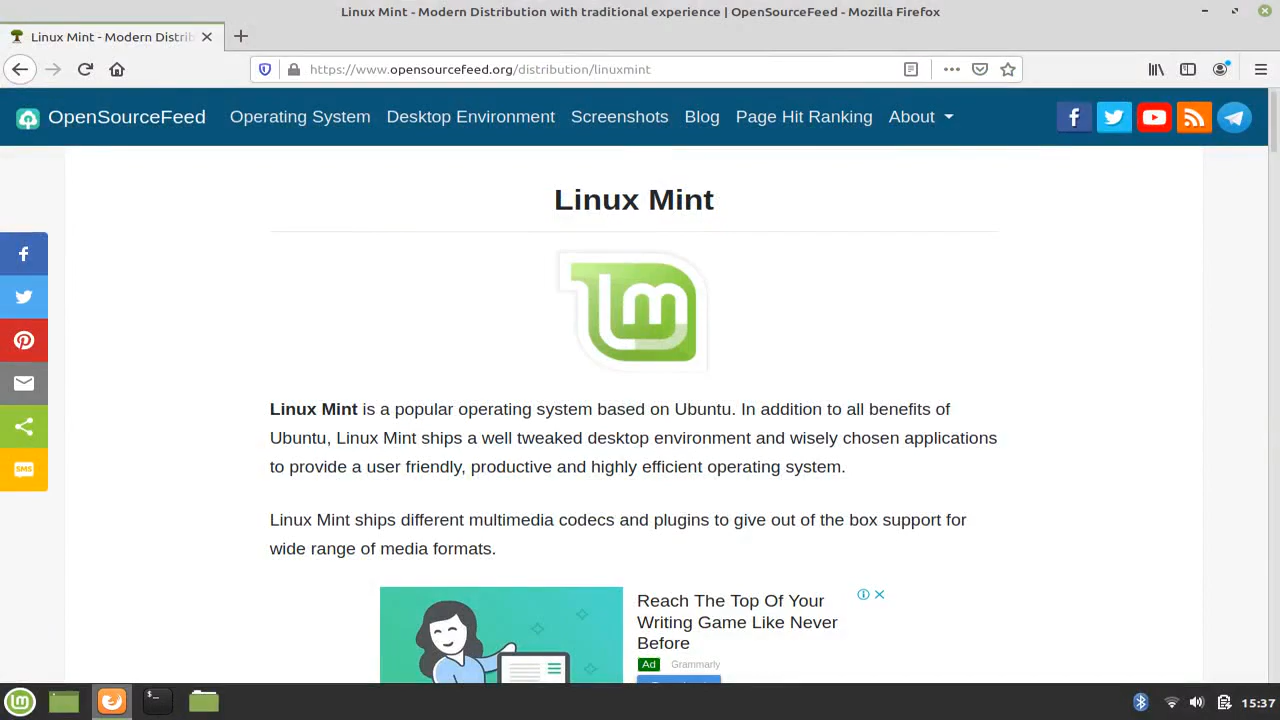 Linux Mint - Modern Distribution with traditional experience | OpenSourceFeed - Mozilla Firefox
Linux Mint - Modern Distrib
https://www.opensourcefeed.org/distribution/linuxmint
OpenSourceFeed Operating System Desktop Environment Screenshots Blog Page Hit Ranking About
Linux Mint
Linux Mint is a popular operating system based on Ubuntu. In addition to all benefits of
Ubuntu, Linux Mint ships a well tweaked desktop environment and wisely chosen applications
to provide a user friendly, productive and highly efficient operating system.
Linux Mint ships different multimedia codecs and plugins to give out of the box support for
wide range of media formats.
Reach The Top Of Your
Writing Game Like Never
Before
Ad Grammarly
SMS
15:37